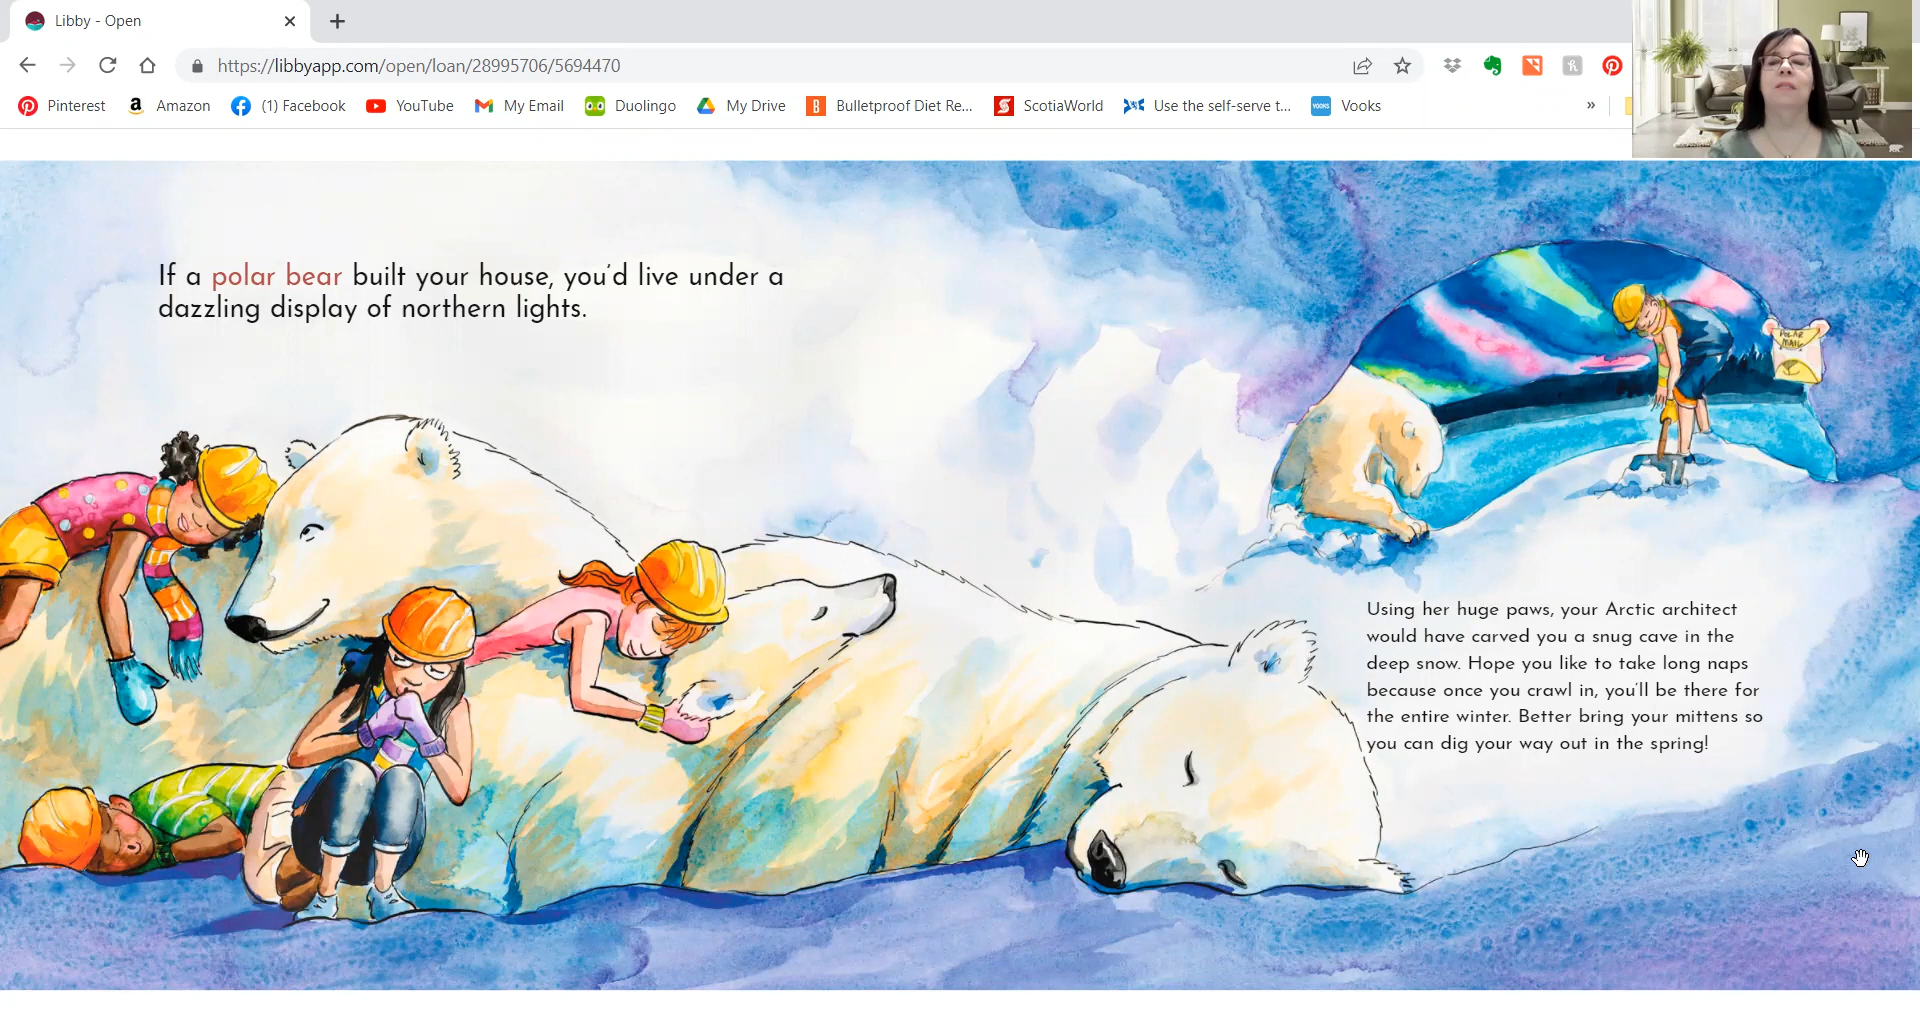 Libby - Open
https://libbyapp.com/open/loan/28995706/5694470
Pinterest
Amazon
(1) Facebook
YouTube
My Email
Duolingo
My Drive
Bulletproof Diet Re...
ScotiaWorld
Use the self-serve t...
Vooks
If a polar bear built your house, you'd live under a
dazzling display of northern lights.
POLAR
MAIL
Using her huge paws, your Arctic architect
would have carved you a snug cave in the
deep snow. Hope you like to take long naps
because once you crawl in, you'll be there for
the entire winter. Better bring your mittens so
you can dig your way out in the spring!